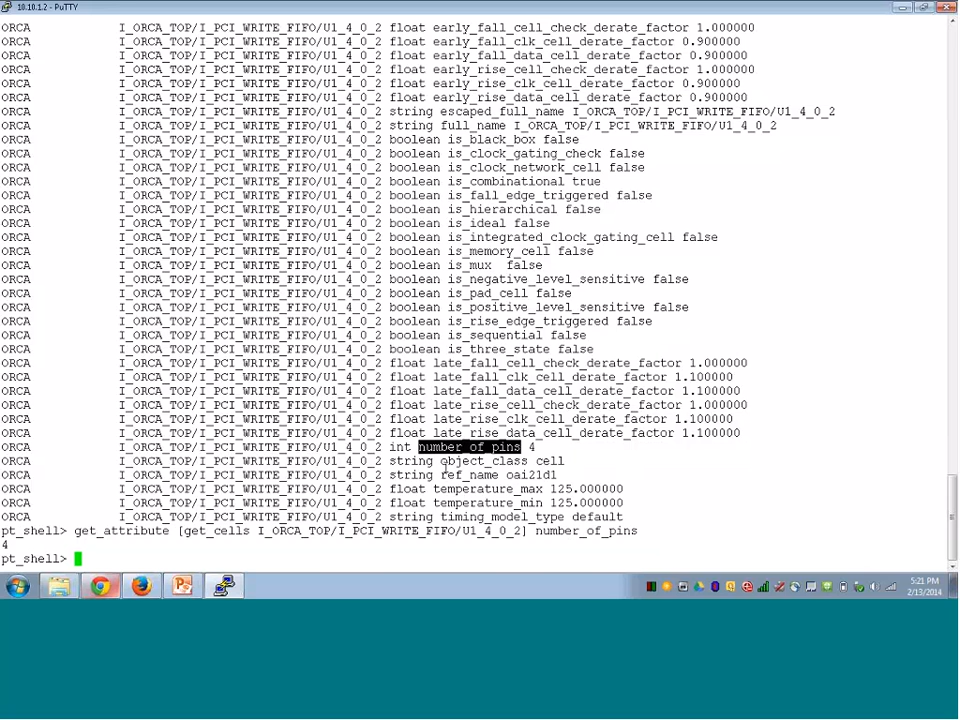 10.10.1.2 - PuTTY
ORCA I_ORCA_TOP/I_PCI_WRITE_FIFO/U1_4_0_2 float early_fall_cell_check_derate_factor 1.000000
ORCA I_ORCA_TOP/I_PCI_WRITE_FIFO/U1_4_0_2 float early_fall_clk_cell_derate_factor 0.900000
ORCA I_ORCA_TOP/I_PCI_WRITE_FIFO/U1_4_0_2 float early_fall_data_cell_derate_factor 0.900000
ORCA I_ORCA_TOP/I_PCI_WRITE_FIFO/U1_4_0_2 float early_rise_cell_check_derate_factor 1.000000
ORCA I_ORCA_TOP/I_PCI_WRITE_FIFO/U1_4_0_2 float early_rise_clk_cell_derate_factor 0.900000
ORCA I_ORCA_TOP/I_PCI_WRITE_FIFO/U1_4_0_2 float early_rise_data_cell_derate_factor 0.900000
ORCA I_ORCA_TOP/I_PCI_WRITE_FIFO/U1_4_0_2 string escaped_full_name I_ORCA_TOP/I_PCI_WRITE_FIFO/U1_4_0_2
ORCA I_ORCA_TOP/I_PCI_WRITE_FIFO/U1_4_0_2 string full_name I_ORCA_TOP/I_PCI_WRITE_FIFO/U1_4_0_2
ORCA I_ORCA_TOP/I_PCI_WRITE_FIFO/U1_4_0_2 boolean is_black_box false
ORCA I_ORCA_TOP/I_PCI_WRITE_FIFO/U1_4_0_2 boolean is_clock_gating_check false
ORCA I_ORCA_TOP/I_PCI_WRITE_FIFO/U1_4_0_2 boolean is_clock_network_cell false
ORCA I_ORCA_TOP/I_PCI_WRITE_FIFO/U1_4_0_2 boolean is_combinational true
ORCA I_ORCA_TOP/I_PCI_WRITE_FIFO/U1_4_0_2 boolean is_fall_edge_triggered false
ORCA I_ORCA_TOP/I_PCI_WRITE_FIFO/U1_4_0_2 boolean is_hierarchical false
ORCA I_ORCA_TOP/I_PCI_WRITE_FIFO/U1_4_0_2 boolean is_ideal false
ORCA I_ORCA_TOP/I_PCI_WRITE_FIFO/U1_4_0_2 boolean is_integrated_clock_gating_cell false
ORCA I_ORCA_TOP/I_PCI_WRITE_FIFO/U1_4_0_2 boolean is_memory_cell false
ORCA I_ORCA_TOP/I_PCI_WRITE_FIFO/U1_4_0_2 boolean is_mux false
ORCA I_ORCA_TOP/I_PCI_WRITE_FIFO/U1_4_0_2 boolean is_negative_level_sensitive false
ORCA I_ORCA_TOP/I_PCI_WRITE_FIFO/U1_4_0_2 boolean is_pad_cell false
ORCA I_ORCA_TOP/I_PCI_WRITE_FIFO/U1_4_0_2 boolean is_positive_level_sensitive false
ORCA I_ORCA_TOP/I_PCI_WRITE_FIFO/U1_4_0_2 boolean is_rise_edge_triggered false
ORCA I_ORCA_TOP/I_PCI_WRITE_FIFO/U1_4_0_2 boolean is_sequential false
ORCA I_ORCA_TOP/I_PCI_WRITE_FIFO/U1_4_0_2 boolean is_three_state false
ORCA I_ORCA_TOP/I_PCI_WRITE_FIFO/U1_4_0_2 float late_fall_cell_check_derate_factor 1.000000
ORCA I_ORCA_TOP/I_PCI_WRITE_FIFO/U1_4_0_2 float late_fall_clk_cell_derate_factor 1.100000
ORCA I_ORCA_TOP/I_PCI_WRITE_FIFO/U1_4_0_2 float late_fall_data_cell_derate_factor 1.100000
ORCA I_ORCA_TOP/I_PCI_WRITE_FIFO/U1_4_0_2 float late_rise_cell_check_derate_factor 1.000000
ORCA I_ORCA_TOP/I_PCI_WRITE_FIFO/U1_4_0_2 float late_rise_clk_cell_derate_factor 1.100000
ORCA I_ORCA_TOP/I_PCI_WRITE_FIFO/U1_4_0_2 float late_rise_data_cell_derate_factor 1.100000
ORCA I_ORCA_TOP/I_PCI_WRITE_FIFO/U1_4_0_2 int number_of_pins 4
ORCA I_ORCA_TOP/I_PCI_WRITE_FIFO/U1_4_0_2 string object_class cell
ORCA I_ORCA_TOP/I_PCI_WRITE_FIFO/U1_4_0_2 string ref_name oai21d1
ORCA I_ORCA_TOP/I_PCI_WRITE_FIFO/U1_4_0_2 float temperature_max 125.000000
ORCA I_ORCA_TOP/I_PCI_WRITE_FIFO/U1_4_0_2 float temperature_min 125.000000
ORCA I_ORCA_TOP/I_PCI_WRITE_FIFO/U1_4_0_2 string timing_model_type default
pt_shell> get_attribute [get_cells I_ORCA_TOP/I_PCI_WRITE_FIFO/U1_4_0_2] number_of_pins
4
pt_shell>
5:21 PM
2/13/2014